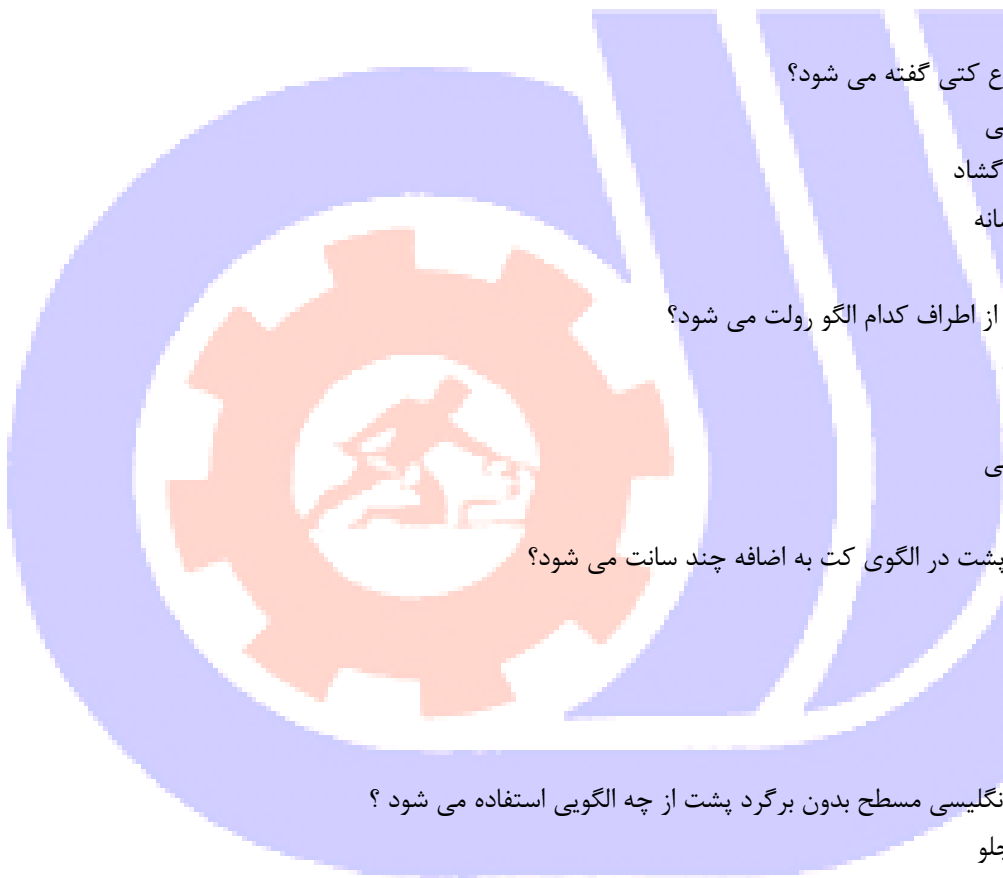 ع کتی گفته می شود؟
ی
گشاد
انه
از اطراف کدام الگو رولت می شود؟
ی
پشت در الگوی کت به اضافه چند سانت می شود؟
نگلیسی مسطح بدون برگرد پشت از چه الگویی استفاده می شود ؟
جلو